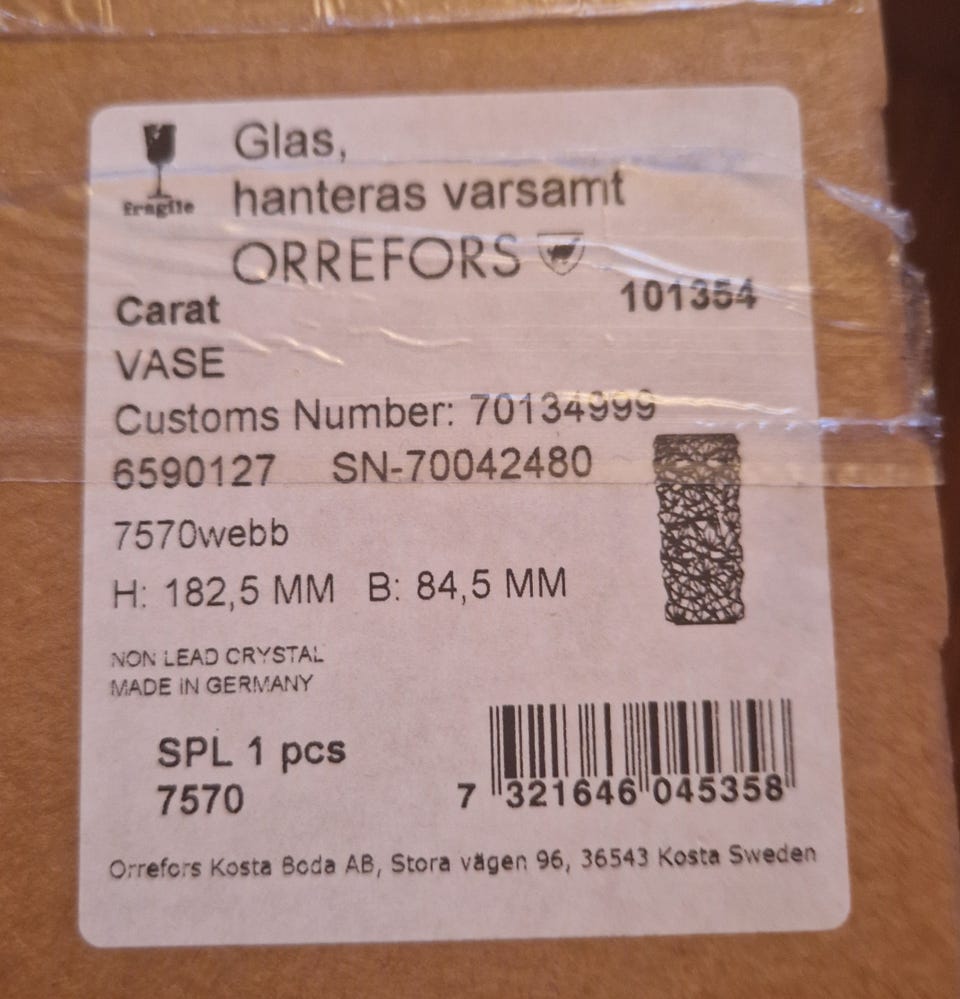 Glas,
fragile
hanteras varsamt
ORREFORS
Carat
101354
VASE
Customs Number: 70134999
6590127 SN-70042480
7570webb
H: 182,5 MM B: 84,5 MM
NON LEAD CRYSTAL
MADE IN GERMANY
SPL 1 pcs
7570
7 321646 045358
Orrefors Kosta Boda AB, Stora vägen 96, 36543 Kosta Sweden